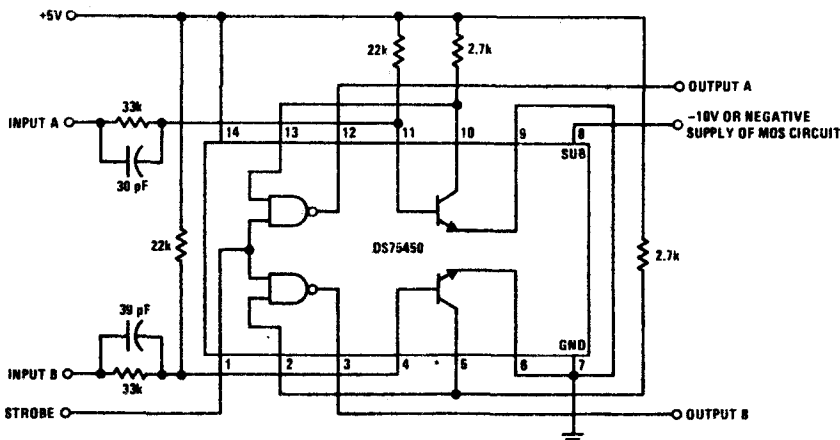 +5V
22k
2.7k
OUTPUT A
33k
INPUT A
-10V OR NEGATIVE
SUPPLY OF MOS CIRCUIT
14
13
12
11
10
9
8
SUB
30 pF
22k
DS75450
2.7k
39 pF
GND
1
2
3
4
5
6
7
INPUT B
33k
STROBE
OUTPUT B